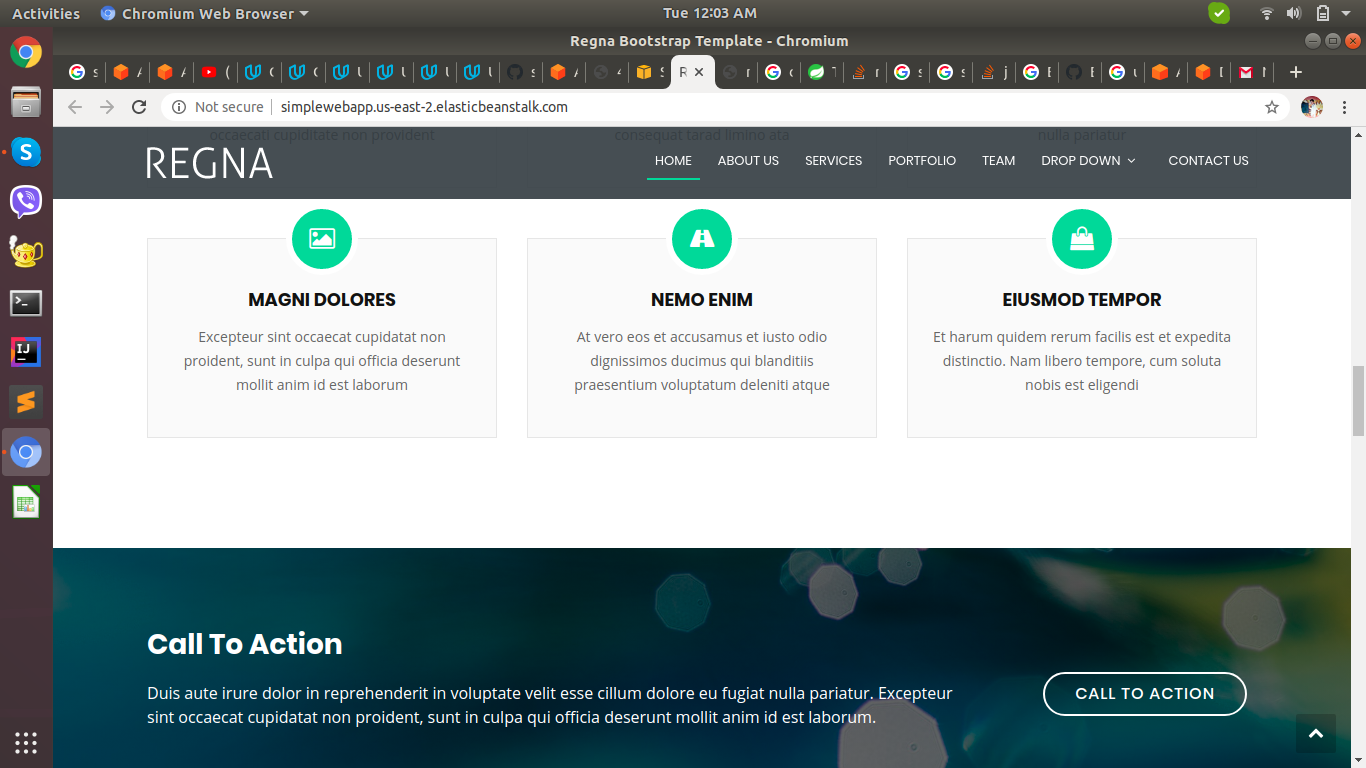 Activities
Chromium Web Browser
Tue 12:03 AM
Regna Bootstrap Template - Chromium
Not secure
simplewebapp.us-east-2.elasticbeanstalk.com
occaecati cupiditate non provident
consequat tarad limino ata
nulla pariatur
REGNA
HOME
ABOUT US
SERVICES
PORTFOLIO
TEAM
DROP DOWN
CONTACT US
MAGNI DOLORES
Excepteur sint occaecat cupidatat non
proident, sunt in culpa qui officia deserunt
mollit anim id est laborum
NEMO ENIM
At vero eos et accusamus et iusto odio
dignissimos ducimus qui blanditiis
praesentium voluptatum deleniti atque
EIUSMOD TEMPOR
Et harum quidem rerum facilis est et expedita
distinctio. Nam libero tempore, cum soluta
nobis est eligendi
Call To Action
Duis aute irure dolor in reprehenderit in voluptate velit esse cillum dolore eu fugiat nulla pariatur. Excepteur
sint occaecat cupidatat non proident, sunt in culpa qui officia deserunt mollit anim id est laborum.
CALL TO ACTION